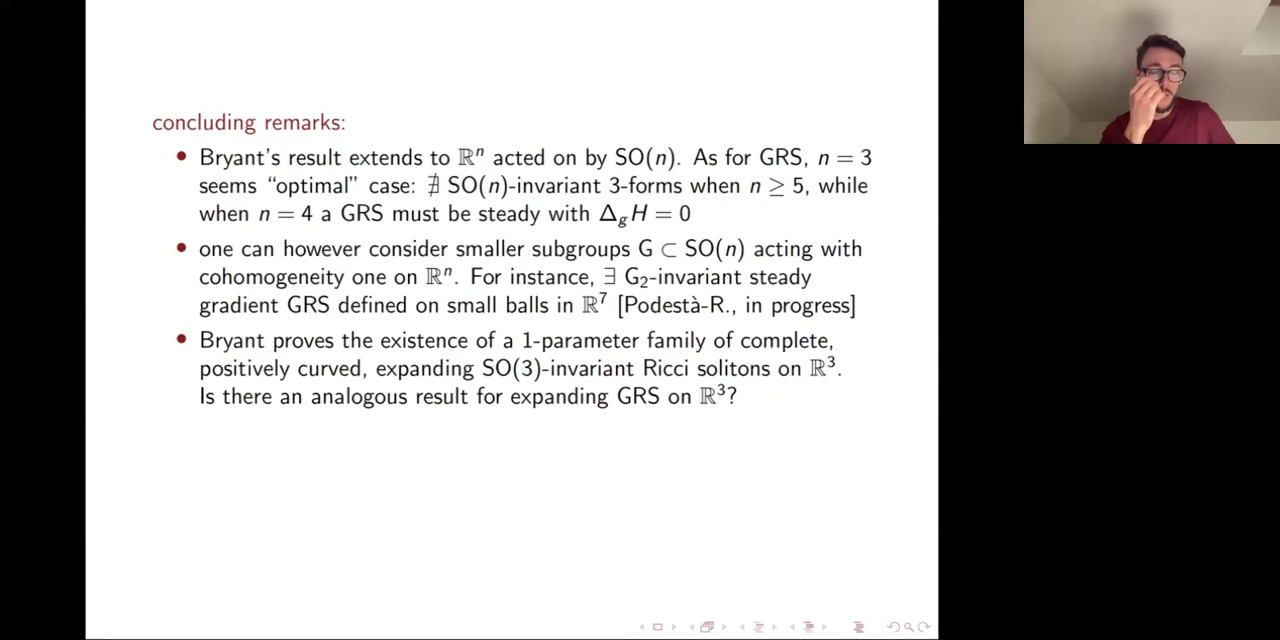 concluding remarks:
• Bryant's result extends to ℝⁿ acted on by SO(n). As for GRS, n = 3
seems “optimal” case: ∄ SO(n)-invariant 3-forms when n ≥ 5, while
when n = 4 a GRS must be steady with Δ_g H = 0
• one can however consider smaller subgroups G ⊂ SO(n) acting with
cohomogeneity one on ℝⁿ. For instance, ∃ G₂-invariant steady
gradient GRS defined on small balls in ℝ⁷ [Podestà-R., in progress]
• Bryant proves the existence of a 1-parameter family of complete,
positively curved, expanding SO(3)-invariant Ricci solitons on ℝ³.
Is there an analogous result for expanding GRS on ℝ³?